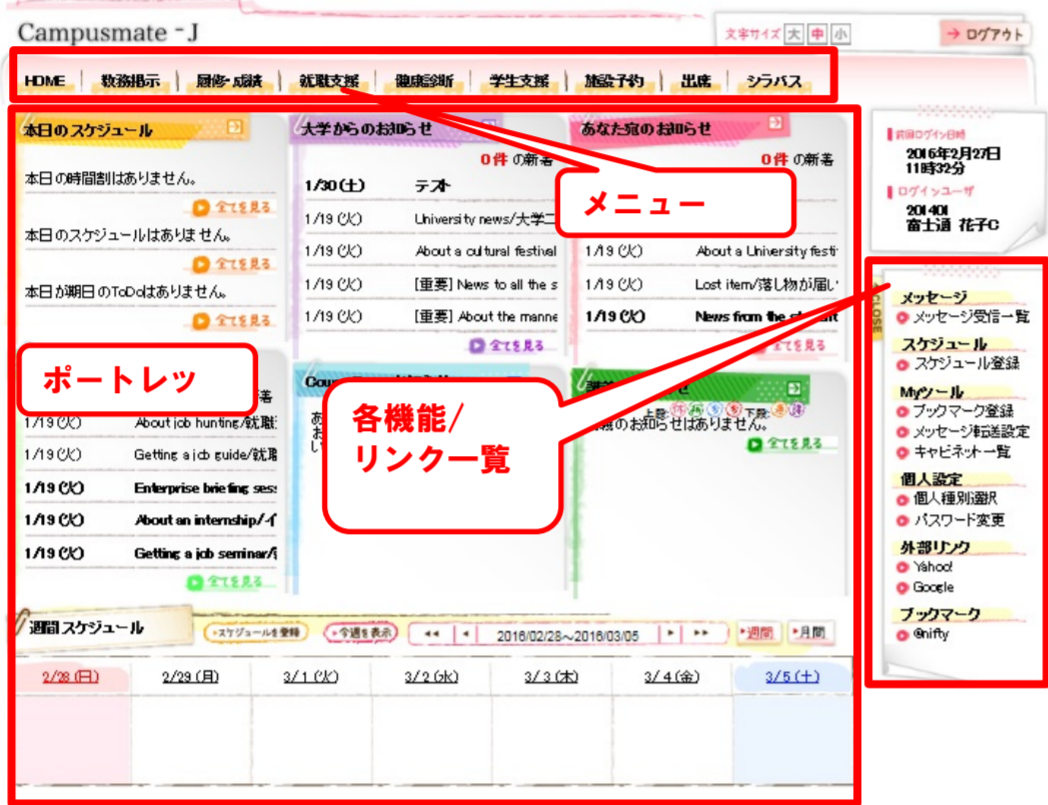 Campusmate-J
文字サイズ 大 中 小
ログアウト
HOME 教務掲示 履修・成績 就職支援 健康診断 学生支援 施設予約 出席 シラバス
本日のスケジュール
本日の時間割はありません。
全てを見る
本日のスケジュールはありません。
全てを見る
本日が期日のToDoはありません。
全てを見る
大学からのお知らせ
0件 の新着
1/30(土) テスト
1/19(火) University news/大学ニ
1/19(火) About a cultural festival
1/19(火) [重要] News to all the s
1/19(火) [重要] About the manne
全てを見る
あなた宛のお知らせ
0件 の新着
1/19(火) About a University festi
1/19(火) Lost item/落し物が届い
1/19(火) News from the student
全てを見る
メニュー
前回ログイン日時
2016年2月27日
11時32分
ログインユーザ
201401
富士通 花子C
CLOSE
メッセージ
メッセージ受信一覧
スケジュール
スケジュール登録
Myツール
ブックマーク登録
メッセージ転送設定
キャビネット一覧
個人設定
個人種別選択
パスワード変更
外部リンク
Yahoo!
Google
ブックマーク
@nifty
ポートレッ
着
1/19(火) About job hunting/就職
1/19(火) Getting a job guide/就職
1/19(火) Enterprise briefing sess
1/19(火) About an internship/イ
1/19(火) Getting a job seminar/
全てを見る
各機能/
リンク一覧
上段: 下段:
のお知らせはありません。
全てを見る
週間スケジュール
スケジュールを登録 今週を表示 2016/02/28～2016/03/05 週間 月間
2/28(日) 2/29(月) 3/1(火) 3/2(水) 3/3(木) 3/4(金) 3/5(土)